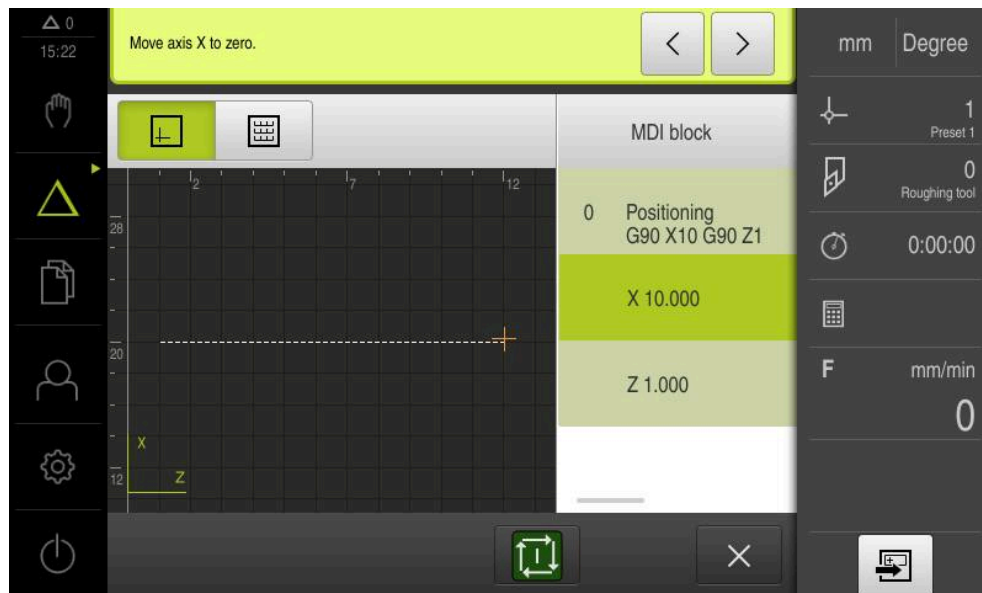 0
15:22
Move axis X to zero.
mm
Degree
1
Preset 1
MDI block
0
Roughing tool
2
7
12
0 Positioning
G90 X10 G90 Z1
28
0:00:00
X 10.000
20
F
mm/min
0
Z 1.000
X
12
Z